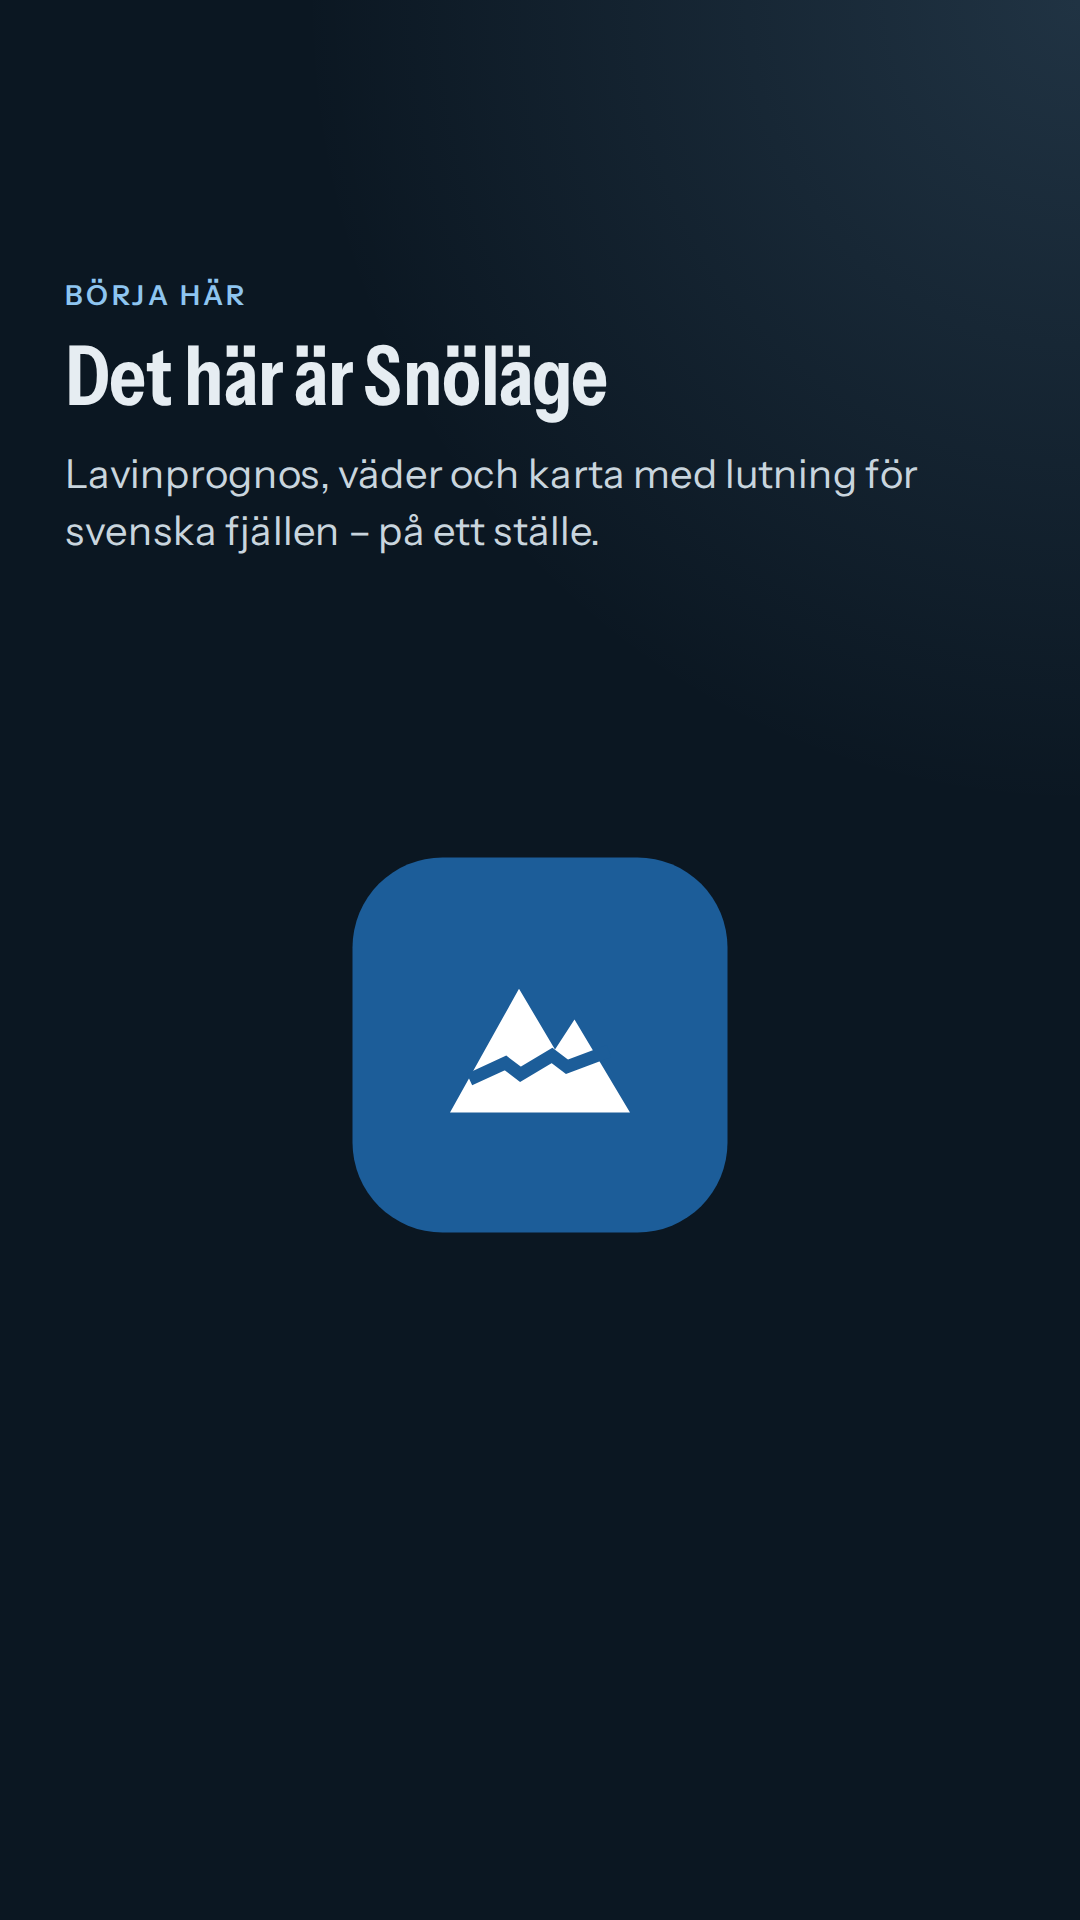 BÖRJA HÄR
Det här är Snöläge
Lavinprognos, väder och karta med lutning för
svenska fjällen – på ett ställe.